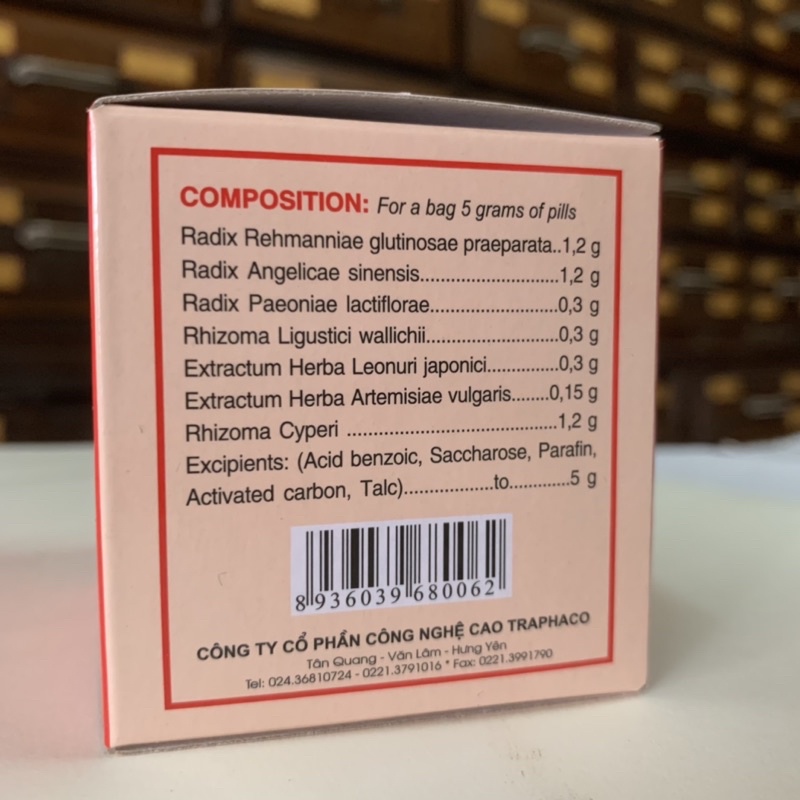 COMPOSITION: For a bag 5 grams of pills
Radix Rehmanniae glutinosae praeparata..1,2 g
Radix Angelicae sinensis............................1,2 g
Radix Paeoniae lactiflorae..........................0,3 g
Rhizoma Ligustici wallichii..........................0,3 g
Extractum Herba Leonuri japonici...............0,3 g
Extractum Herba Artemisiae vulgaris........0,15 g
Rhizoma Cyperi ..........................................1,2 g
Excipients: (Acid benzoic, Saccharose, Parafin,
Activated carbon, Talc)..................to............5 g
8 936039 680062
CÔNG TY CỔ PHẦN CÔNG NGHỆ CAO TRAPHACO
Tân Quang - Văn Lâm - Hưng Yên
Tel: 024.36810724 - 0221.3791016 * Fax: 0221.3991790